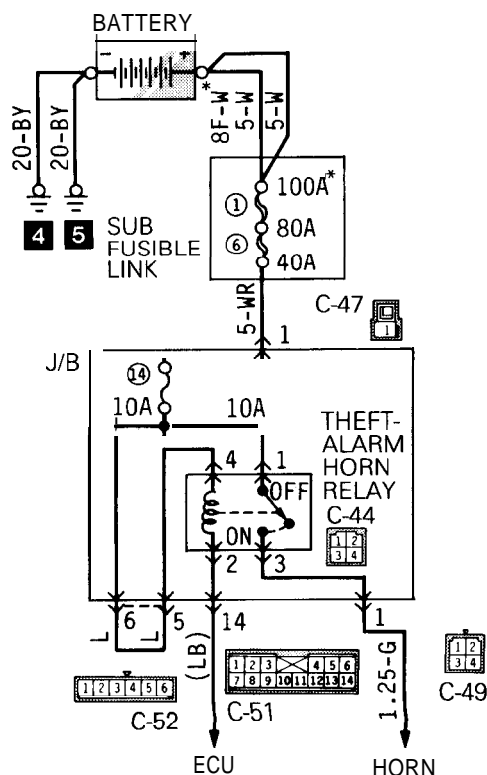 BATTERY
- +
*
20-BY
20-BY
8F-W
5-W
5-W
4 5
SUB
FUSIBLE
LINK
1
6
100A*
80A
40A
5-WR
C-47
1
1
J/B
14
10A
10A
THEFT-
ALARM
HORN
RELAY
C-44
1 2
3 4
4 1
OFF
ON
2 3
6 5 14 1
L
L
(LB)
1.25-G
1 2 3 4 5 6
C-52
1 2 3 4 5 6
7 8 9 10 11 12 13 14
C-51
1 2
3 4
C-49
ECU
HORN